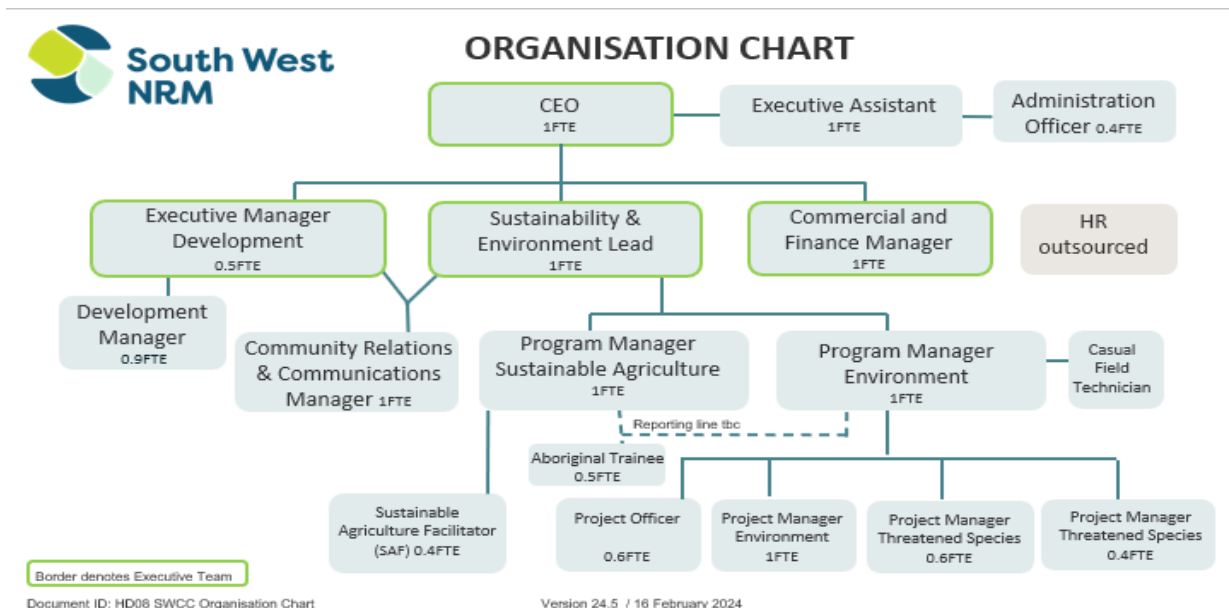 South West
NRM
ORGANISATION CHART
CEO
1FTE
Executive Assistant
1FTE
Administration
Officer 0.4FTE
Executive Manager
Development
0.5FTE
Sustainability &
Environment Lead
1FTE
Commercial and
Finance Manager
1FTE
HR
outsourced
Development
Manager
0.9FTE
Community Relations
& Communications
Manager 1FTE
Program Manager
Sustainable Agriculture
1FTE
Program Manager
Environment
1FTE
Casual
Field
Technician
Reporting line tbc
Aboriginal Trainee
0.5FTE
Sustainable
Agriculture Facilitator
(SAF) 0.4FTE
Project Officer
0.6FTE
Project Manager
Environment
1FTE
Project Manager
Threatened Species
0.6FTE
Project Manager
Threatened Species
0.4FTE
Border denotes Executive Team
Document ID: HD08 SWCC Organisation Chart
Version 24.5 / 16 February 2024